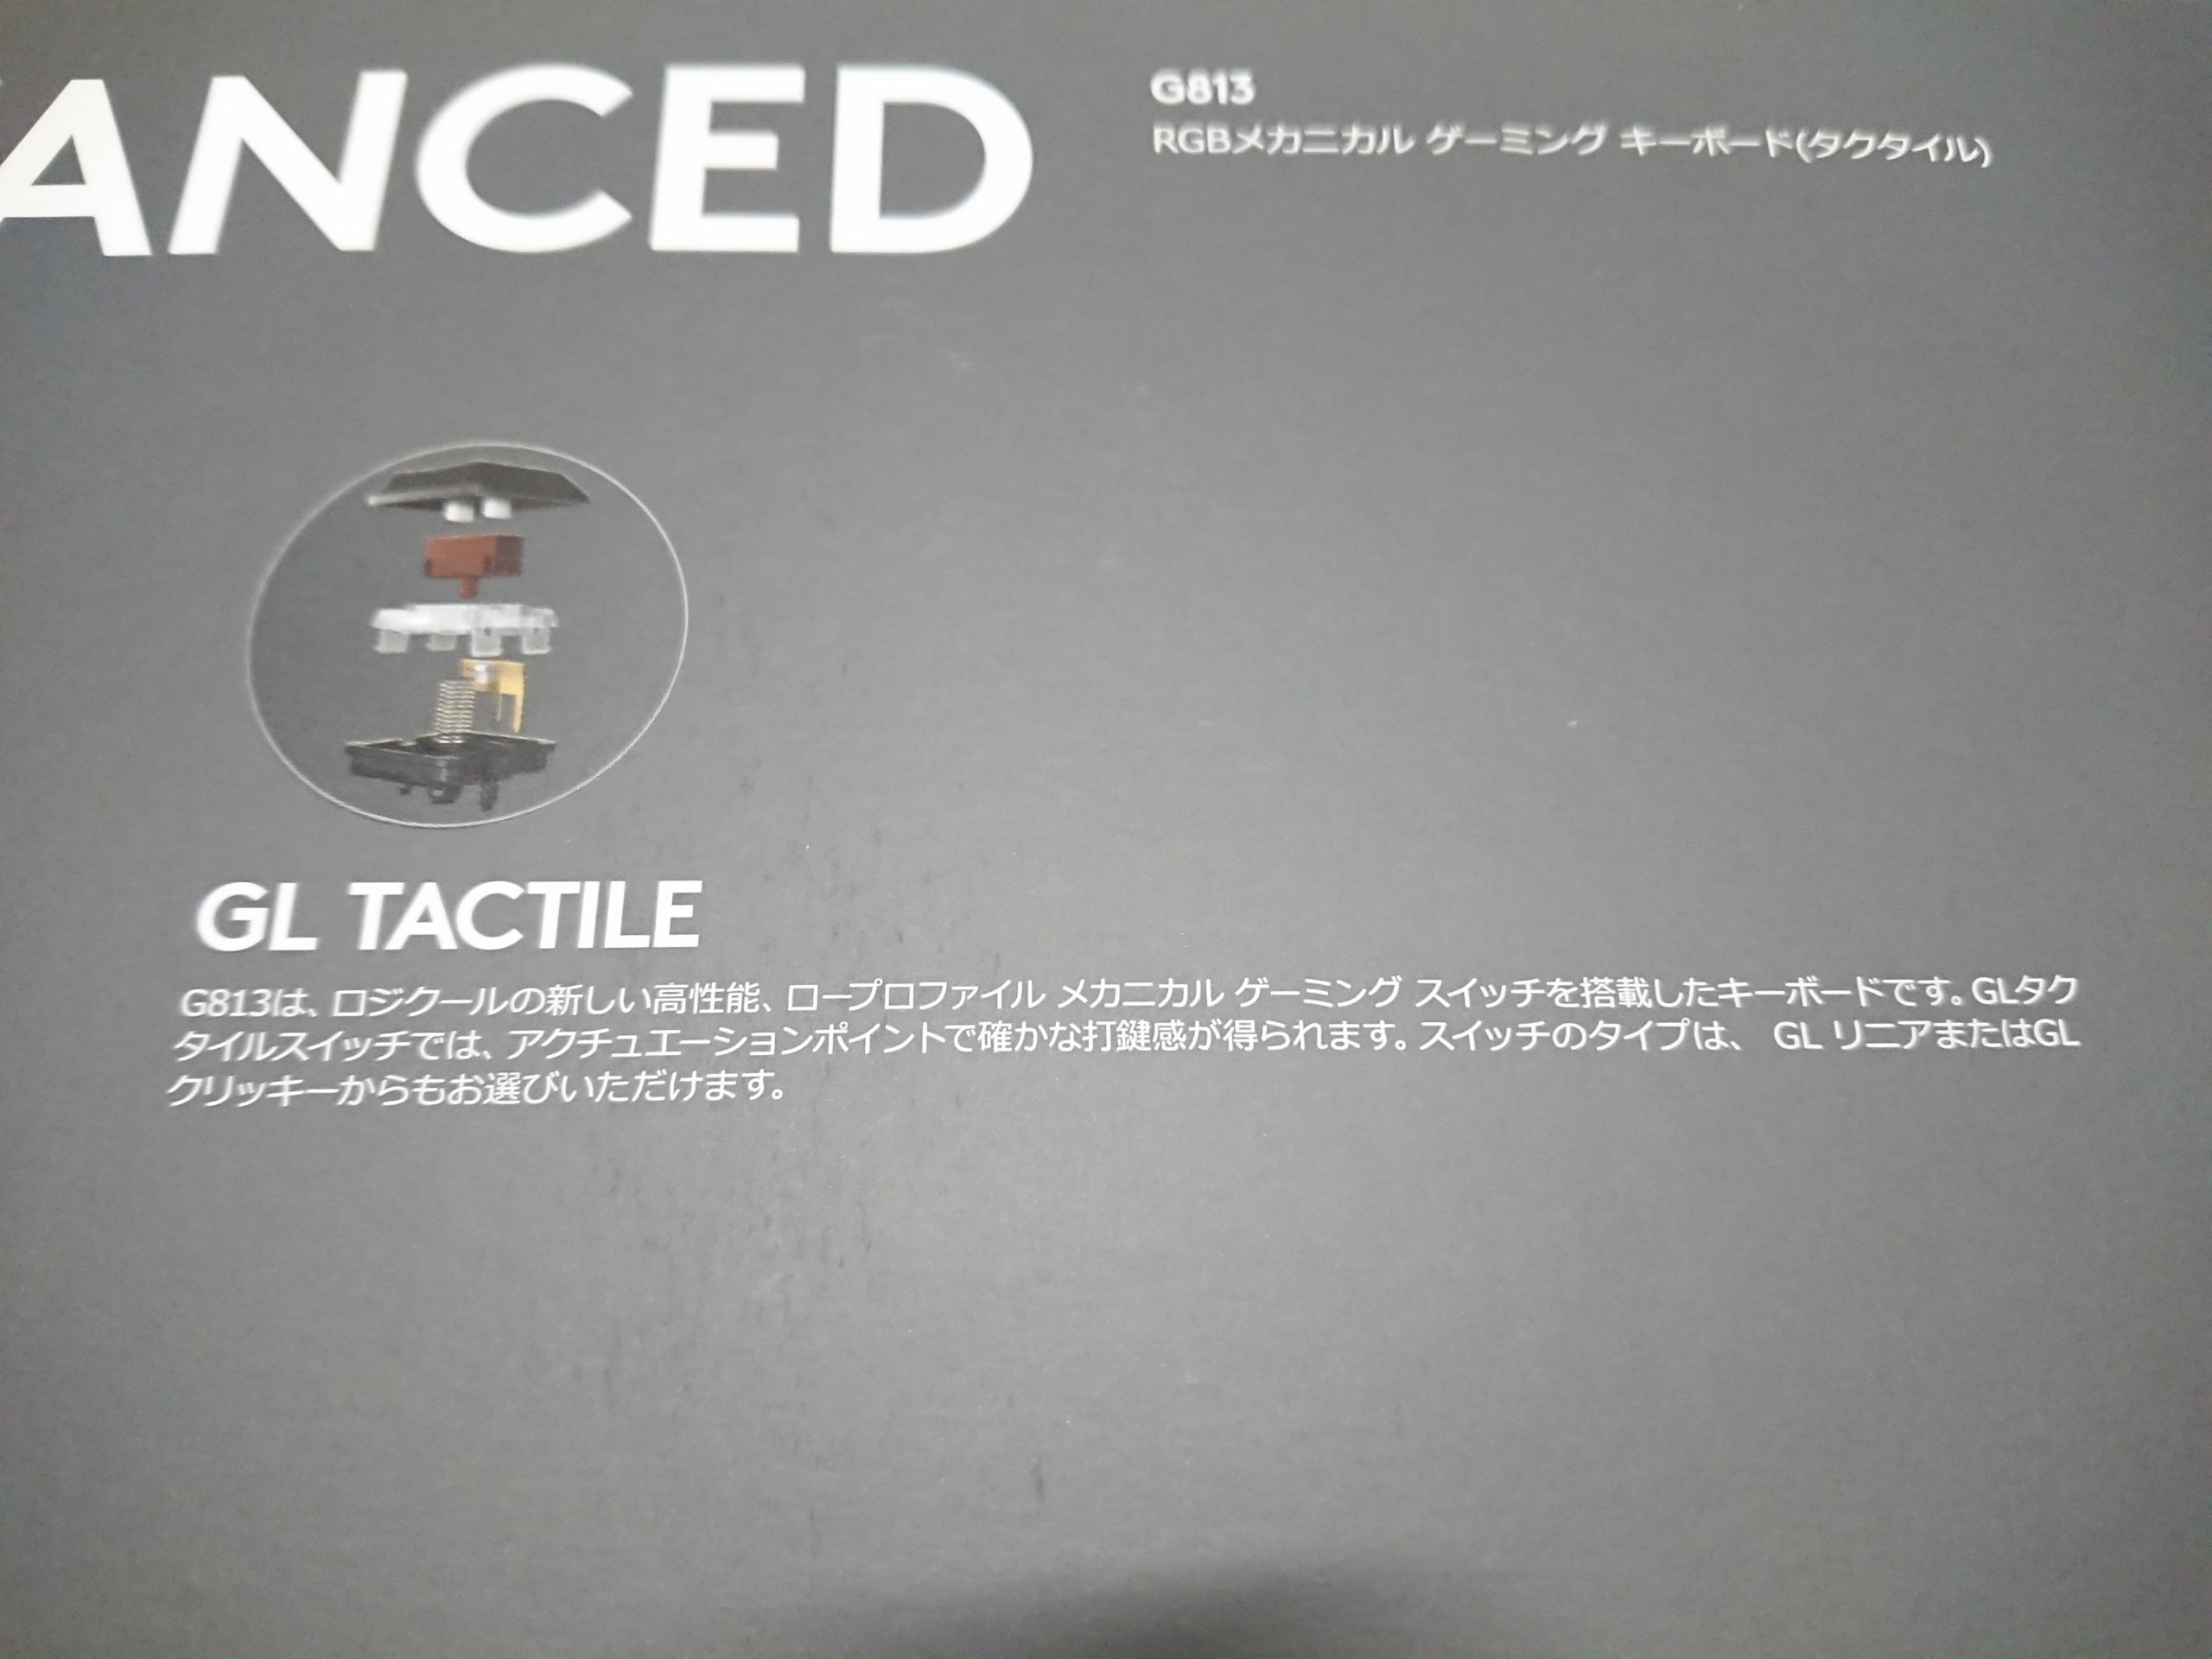 ANCED
G813
RGBメカニカル ゲーミング キーボード(タクタイル)
GL TACTILE
G813は、ロジクールの新しい高性能、ロープロファイル メカニカル ゲーミング スイッチを搭載したキーボードです。GLタク
タイルスイッチでは、アクチュエーションポイントで確かな打鍵感が得られます。スイッチのタイプは、 GL リニアまたはGL
クリッキーからもお選びいただけます。